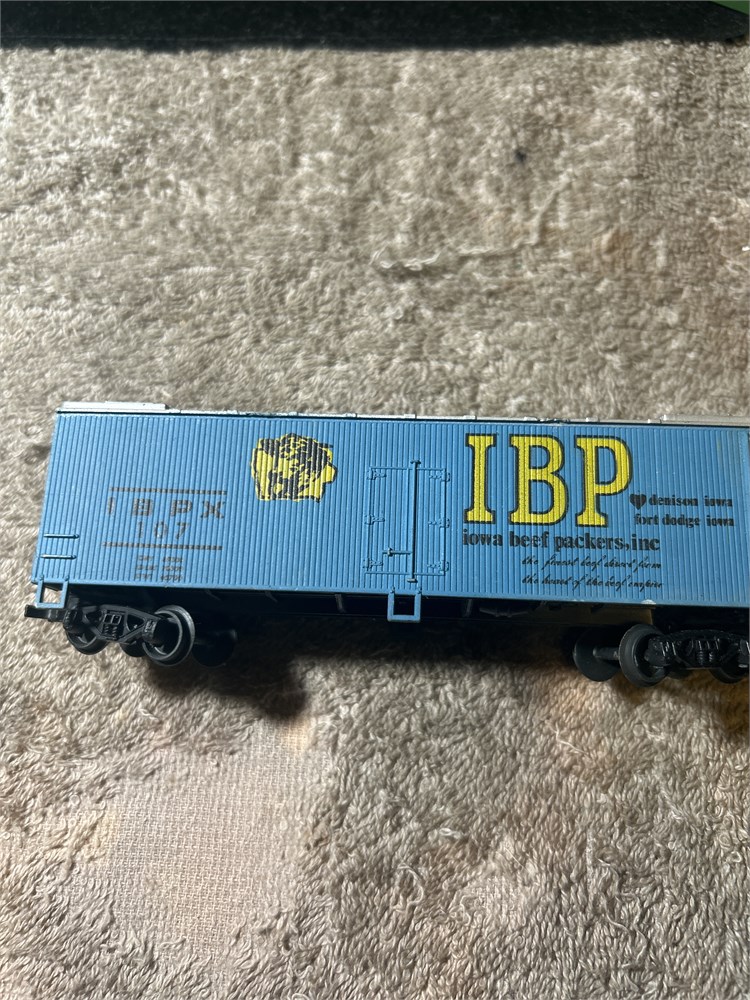 IBPX
107
IBP
denison iowa
fort dodge iowa
iowa beef packers, inc
the finest beef direct from
the heart of the beef empire